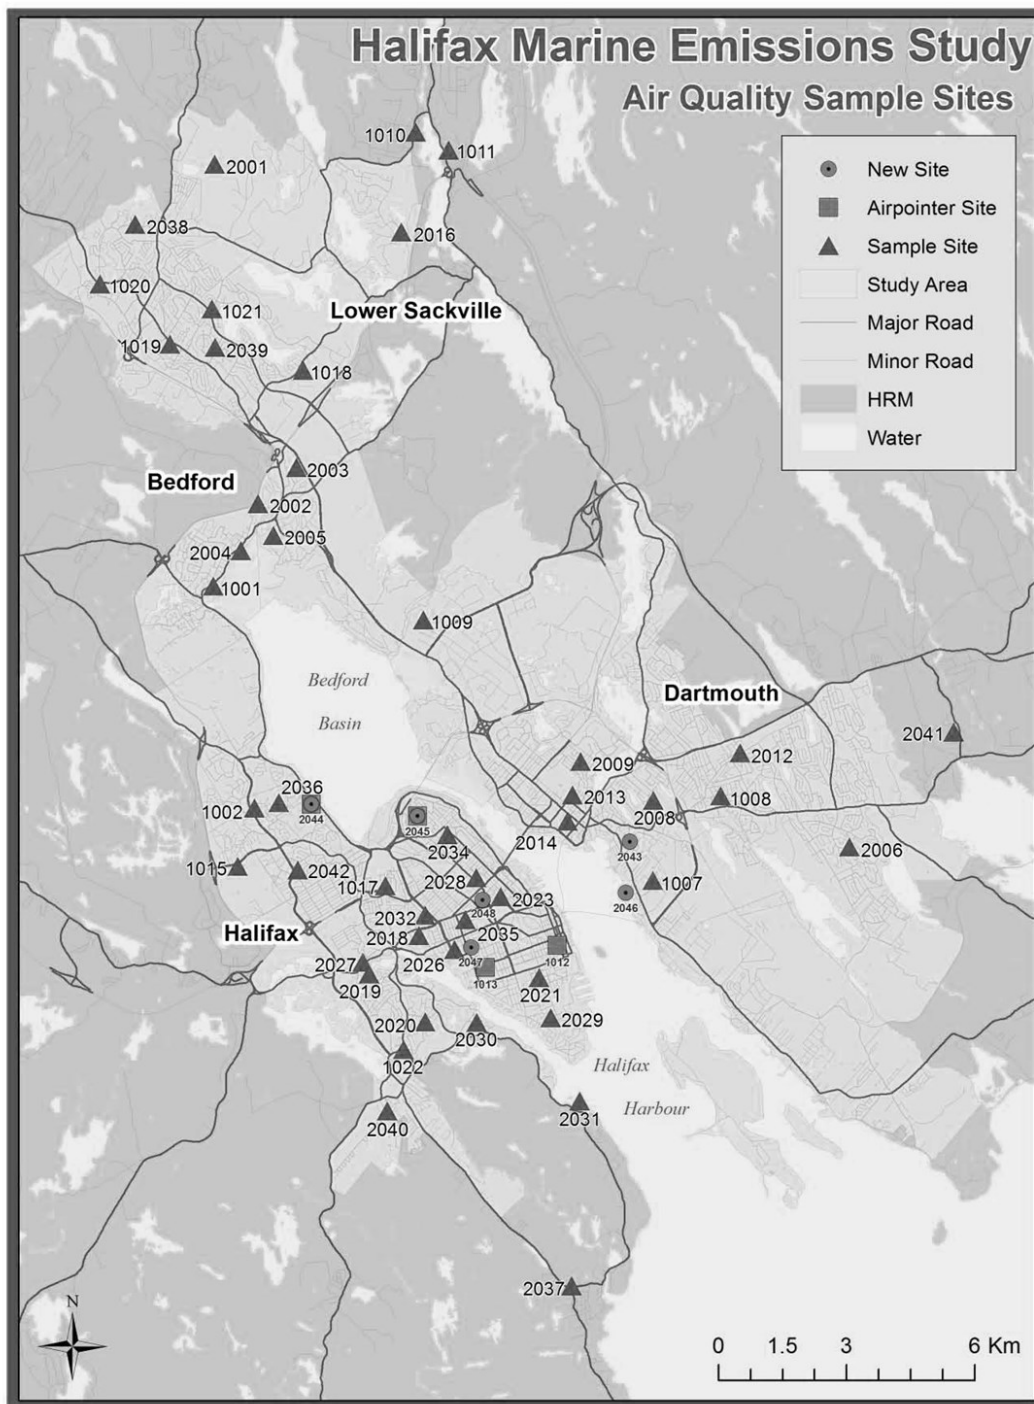 Halifax Marine Emissions Study
Air Quality Sample Sites
New Site
Airpointer Site
Sample Site
Study Area
Major Road
Minor Road
HRM
Water
1010
1011
2001
2038
2016
1020
1021
Lower Sackville
1019
2039
1018
2003
Bedford
2002
2005
2004
1001
1009
Bedford
Basin
Dartmouth
2041
2012
2009
2036
1002
2044
2045
2013
2008
1008
2014
2034
2043
2006
1015
2042
1017
2028
2023
2048
1007
2046
2032
2035
Halifax
2018
2026
2047
1012
2027
2019
1013
2021
2020
2030
2029
1022
Halifax
Harbour
2031
2040
2037
N
0 1.5 3 6 Km